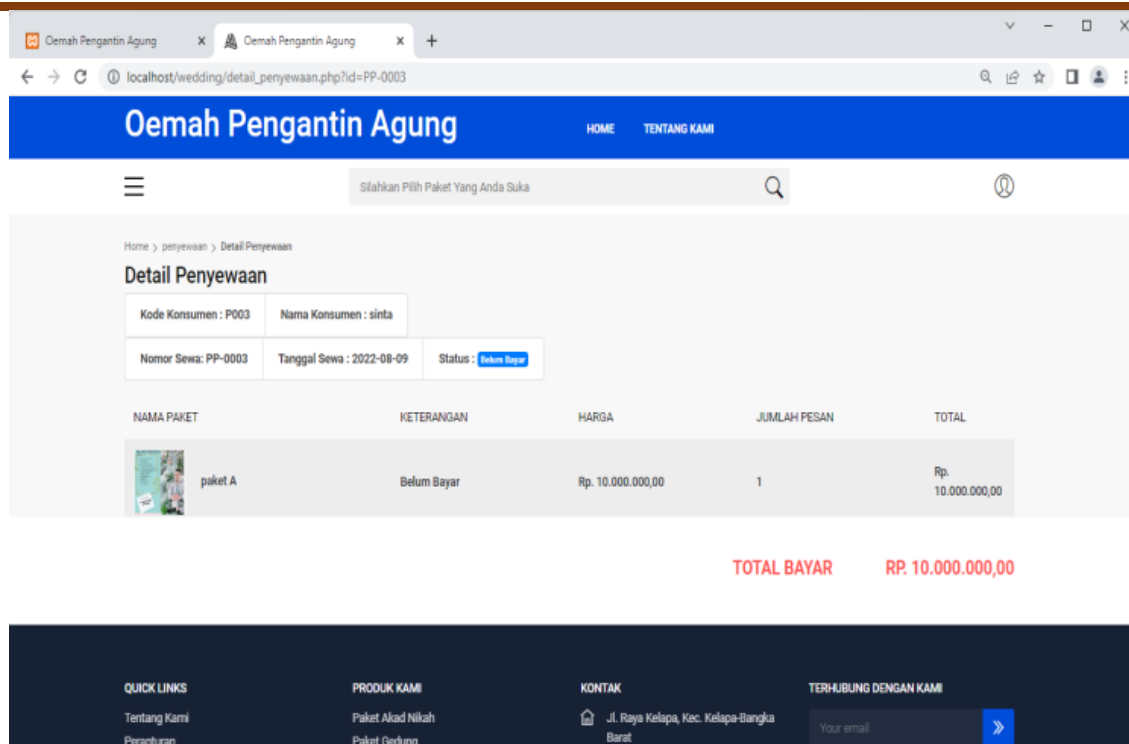 Oemah Pengantin Agung
Oemah Pengantin Agung
localhost/wedding/detail_penyewaan.php?id=PP-0003
Oemah Pengantin Agung
HOME TENTANG KAMI
Silahkan Pilih Paket Yang Anda Suka
Home > penyewaan > Detail Penyewaan
Detail Penyewaan
Kode Konsumen : P003 Nama Konsumen : sinta
Nomor Sewa: PP-0003 Tanggal Sewa : 2022-08-09 Status : Belum Bayar
NAMA PAKET KETERANGAN HARGA JUMLAH PESAN TOTAL
paket A Belum Bayar Rp. 10.000.000,00 1 Rp.
10.000.000,00
TOTAL BAYAR RP. 10.000.000,00
QUICK LINKS PRODUK KAMI KONTAK TERHUBUNG DENGAN KAMI
Tentang Kami Paket Akad Nikah Jl. Raya Kelapa, Kec. Kelapa-Bangka
Barat
Your email
Peranturan Paket Gedung